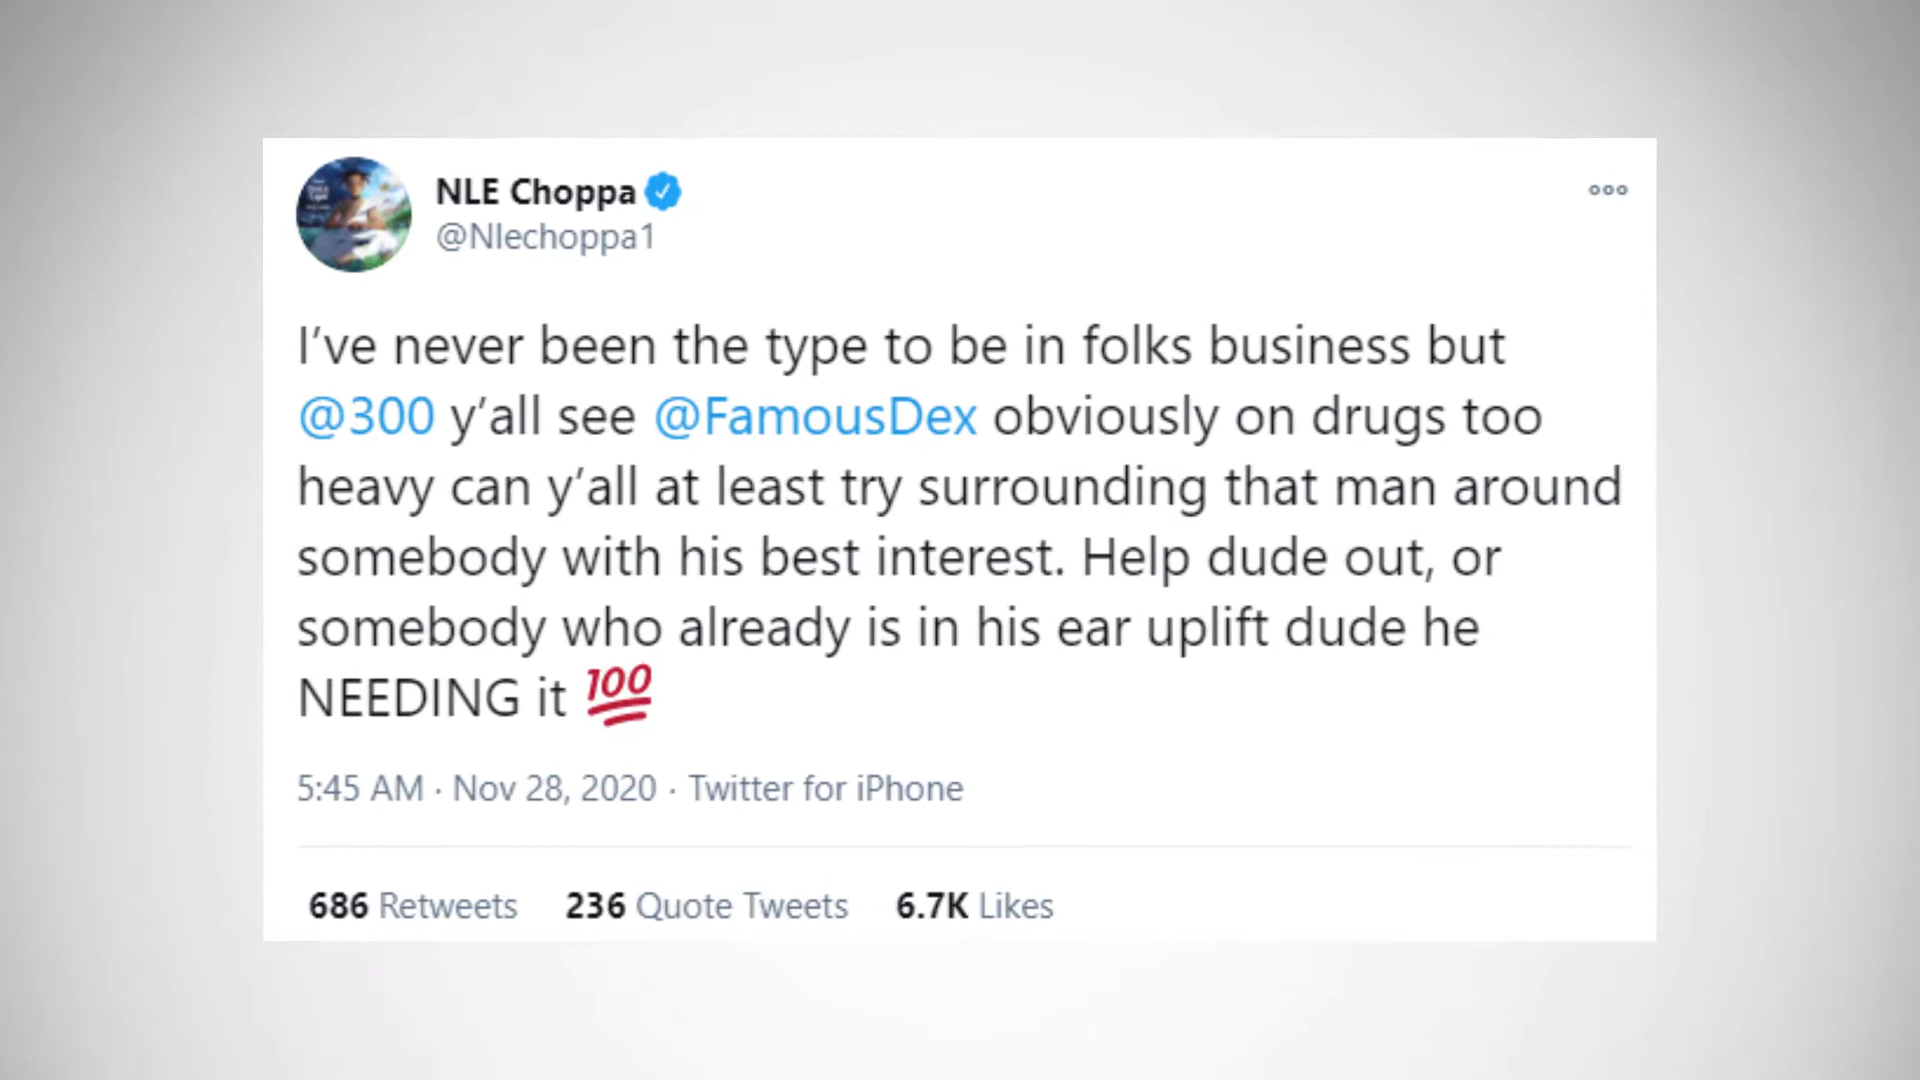 NLE Choppa
@Nlechoppa1
I’ve never been the type to be in folks business but
@300 y’all see @FamousDex obviously on drugs too
heavy can y’all at least try surrounding that man around
somebody with his best interest. Help dude out, or
somebody who already is in his ear uplift dude he
NEEDING it 💯
5:45 AM · Nov 28, 2020 · Twitter for iPhone
686 Retweets 236 Quote Tweets 6.7K Likes